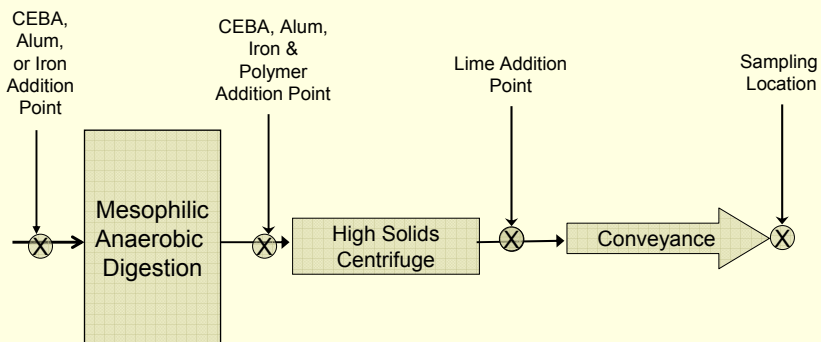 CEBA,
Alum,
or Iron
Addition
Point
CEBA, Alum,
Iron &
Polymer
Addition Point
Lime Addition
Point
Sampling
Location
X
Mesophilic
Anaerobic
Digestion
X
High Solids
Centrifuge
X
Conveyance
X